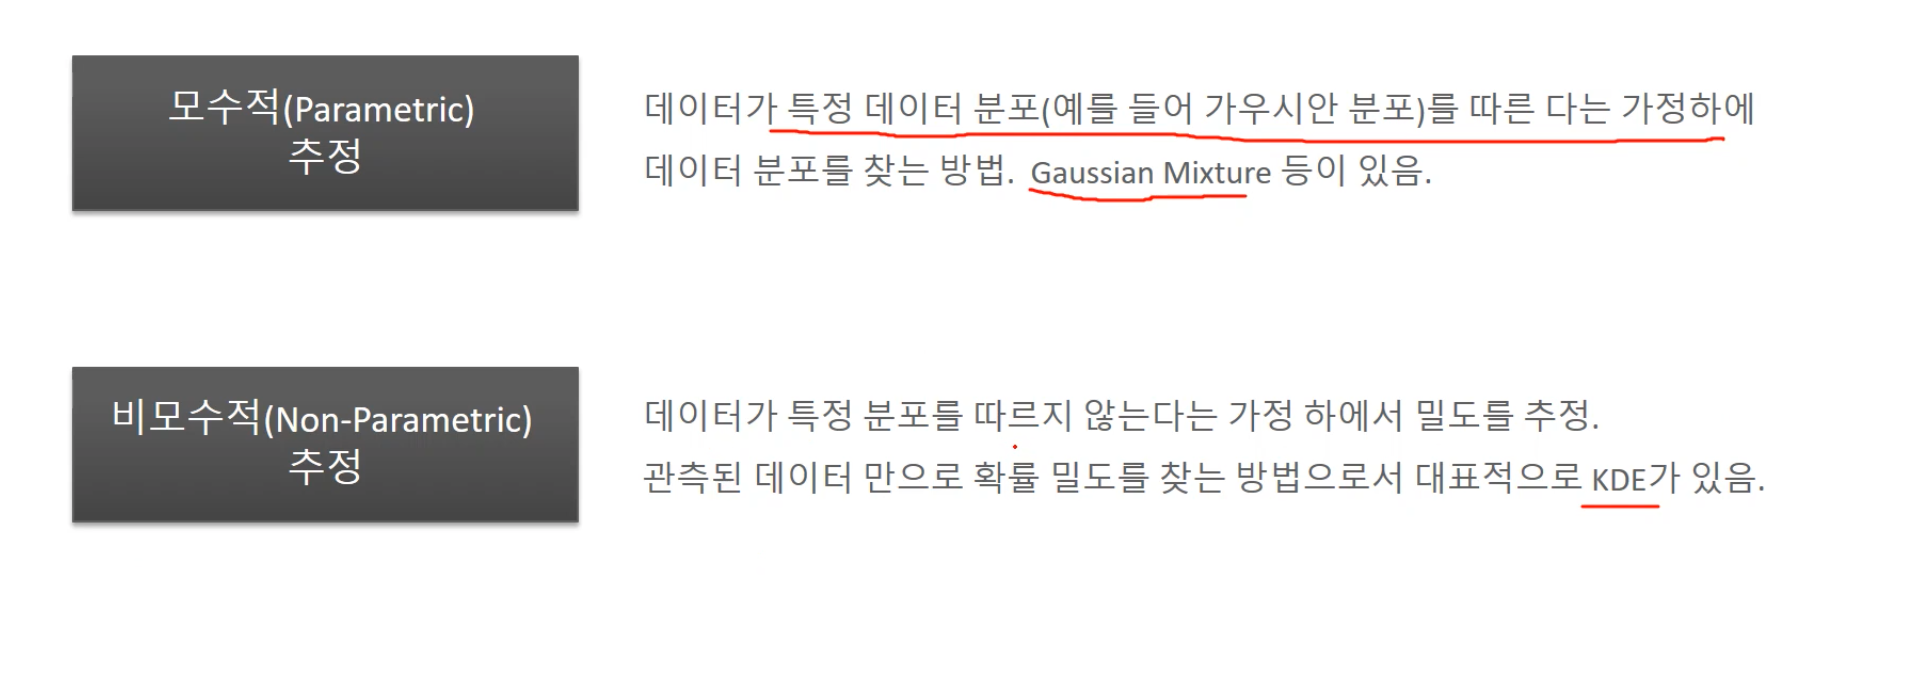 모수적(Parametric)
추정
데이터가 특정 데이터 분포(예를 들어 가우시안 분포)를 따른 다는 가정하에
데이터 분포를 찾는 방법. Gaussian Mixture 등이 있음.
비모수적(Non-Parametric)
추정
데이터가 특정 분포를 따르지 않는다는 가정 하에서 밀도를 추정.
관측된 데이터 만으로 확률 밀도를 찾는 방법으로서 대표적으로 KDE가 있음.